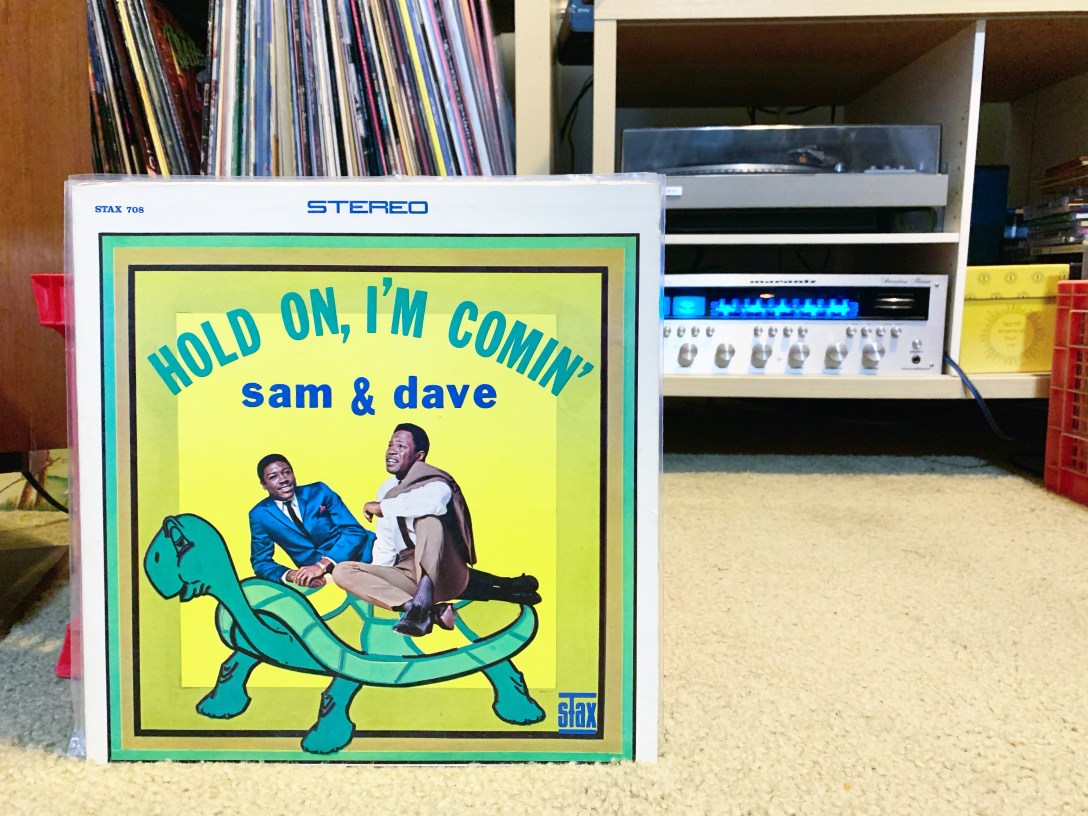 STAX 708
STEREO
HOLD ON, I'M COMIN'
sam & dave
stax
marantz